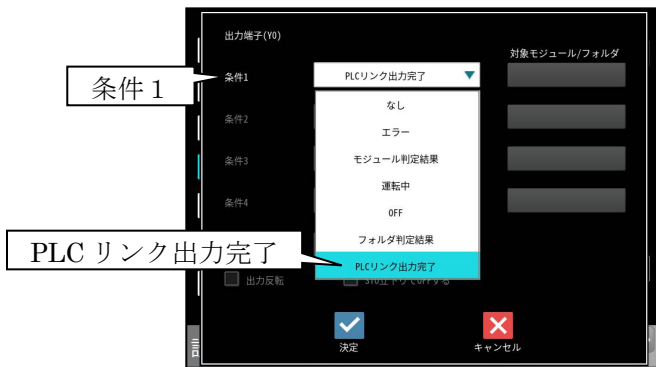 出力端子(Y0)
対象モジュール/フォルダ
条件1
条件1
PLCリンク出力完了
なし
条件2
エラー
条件3
モジュール判定結果
運転中
条件4
OFF
フォルダ判定結果
PLC リンク出力完了
PLCリンク出力完了
出力反転
決定
キャンセル